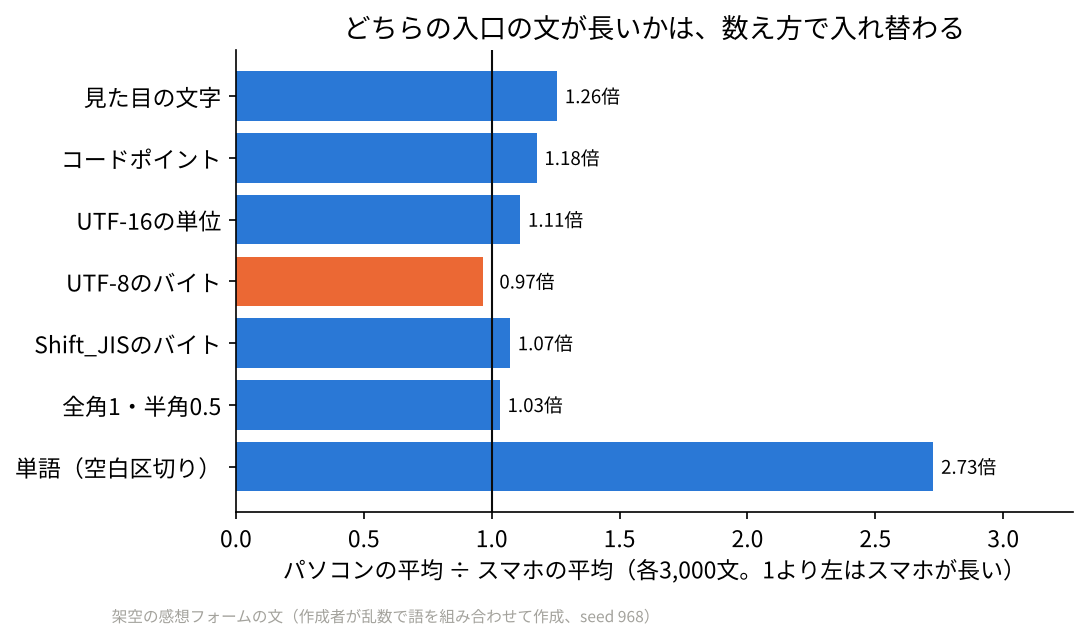 どちらの入口の文が長いかは、数え方で入れ替わる
見た目の文字
1.26倍
コードポイント
1.18倍
UTF-16の単位
1.11倍
UTF-8のバイト
0.97倍
Shift_JISのバイト
1.07倍
全角1・半角0.5
1.03倍
単語（空白区切り）
2.73倍
0.0 0.5 1.0 1.5 2.0 2.5 3.0
パソコンの平均 ÷ スマホの平均（各3,000文。1より左はスマホが長い）
架空の感想フォームの文（作成者が乱数で語を組み合わせて作成、seed 968）